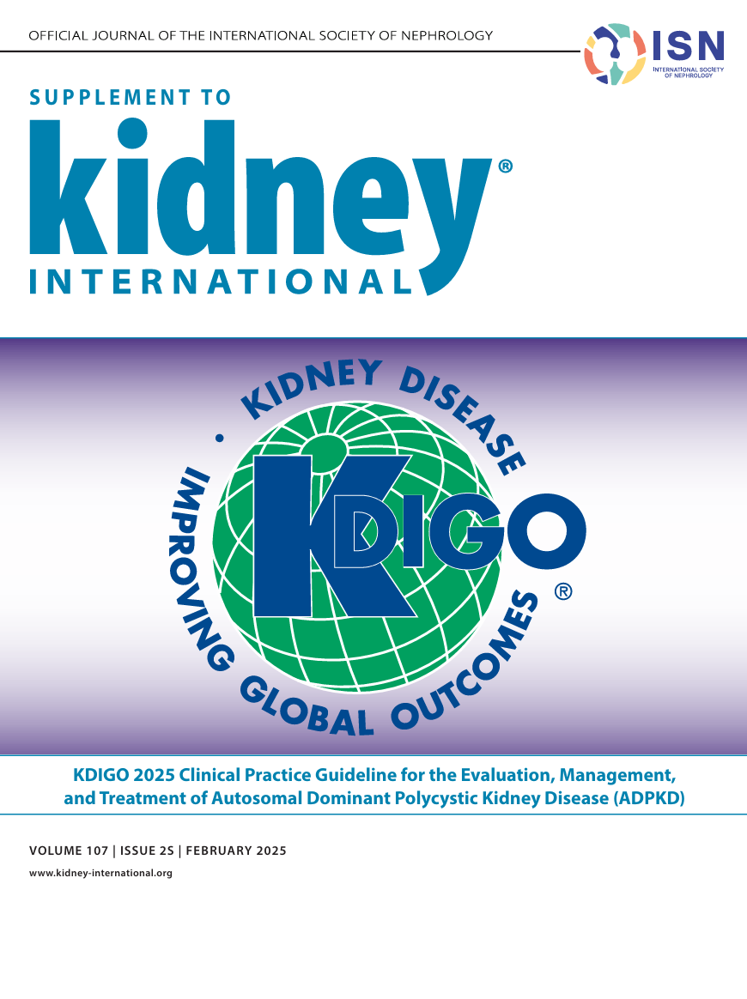 OFFICIAL JOURNAL OF THE INTERNATIONAL SOCIETY OF NEPHROLOGY
ISN
INTERNATIONAL SOCIETY
OF NEPHROLOGY
SUPPLEMENT TO
kidney®
INTERNATIONAL
• KIDNEY DISEASE
IMPROVING GLOBAL OUTCOMES
KDIGO®
KDIGO 2025 Clinical Practice Guideline for the Evaluation, Management,
and Treatment of Autosomal Dominant Polycystic Kidney Disease (ADPKD)
VOLUME 107 | ISSUE 2S | FEBRUARY 2025
www.kidney-international.org